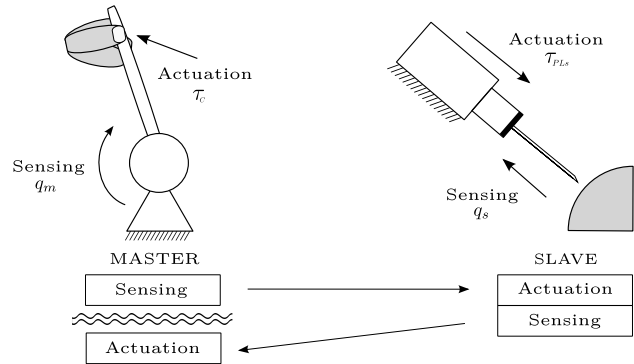 Actuation
τC
Sensing
qm
Actuation
τPLs
Sensing
qs
MASTER
Sensing
Actuation
SLAVE
Actuation
Sensing